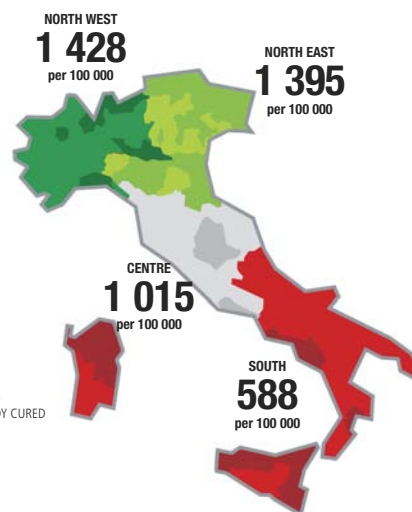 NORTH WEST
1 428
per 100 000
NORTH EAST
1 395
per 100 000
CENTRE
1 015
per 100 000
SOUTH
588
per 100 000
CURED